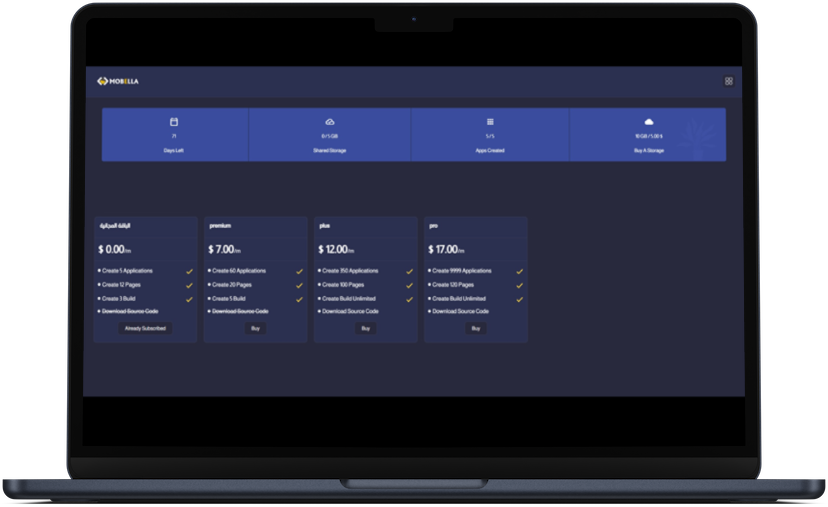 MOBELLA
71
Days Left
0 / 5 GB
Shared Storage
5 / 5
Apps Created
10 GB / 5.00 $
Buy A Storage
الباقة المجانية
$ 0.00/m
Create 5 Applications
Create 12 Pages
Create 3 Build
Download Source Code
Already Subscribed
premium
$ 7.00/m
Create 60 Applications
Create 20 Pages
Create 5 Build
Download Source Code
Buy
plus
$ 12.00/m
Create 350 Applications
Create 100 Pages
Create Build Unlimited
Download Source Code
Buy
pro
$ 17.00/m
Create 9999 Applications
Create 120 Pages
Create Build Unlimited
Download Source Code
Buy